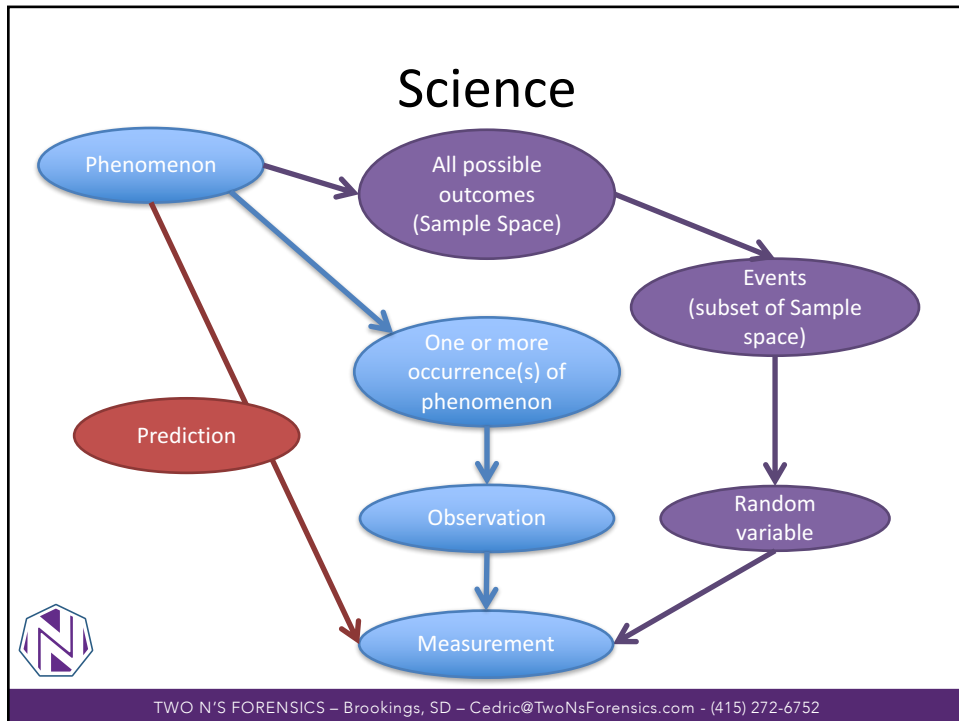 Science
Phenomenon
All possible
outcomes
(Sample Space)
Events
(subset of Sample
space)
One or more
occurrence(s) of
phenomenon
Prediction
Observation
Random
variable
Measurement
N
TWO N'S FORENSICS – Brookings, SD – Cedric@TwoNsForensics.com - (415) 272-6752